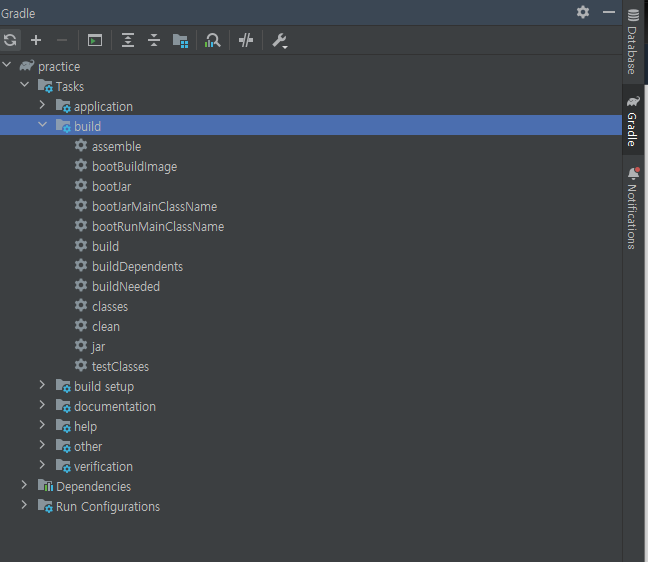 Gradle
practice
Tasks
application
build
assemble
bootBuildImage
bootJar
bootJarMainClassName
bootRunMainClassName
build
buildDependents
buildNeeded
classes
clean
jar
testClasses
build setup
documentation
help
other
verification
Dependencies
Run Configurations
Database
Gradle
Notifications